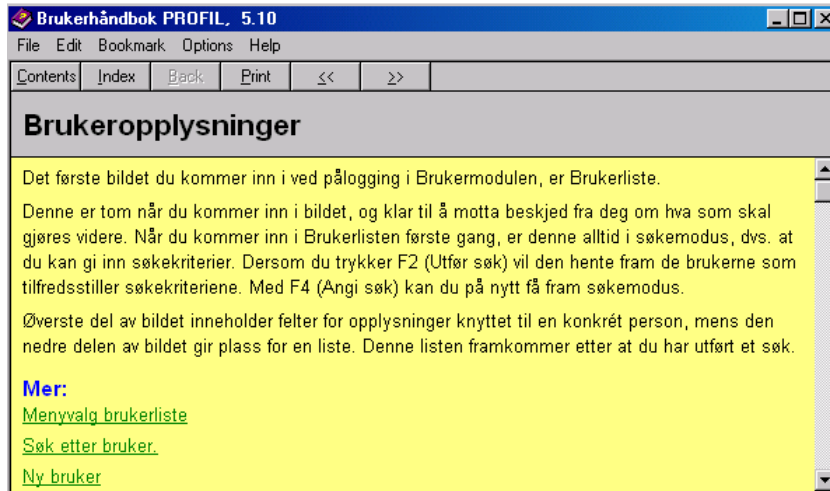 Brukerhåndbok PROFIL, 5.10
File Edit Bookmark Options Help
Contents Index Back Print << >>
Brukeropplysninger
Det første bildet du kommer inn i ved pålogging i Brukermodulen, er Brukerliste.
Denne er tom når du kommer inn i bildet, og klar til å motta beskjed fra deg om hva som skal
gjøres videre. Når du kommer inn i Brukerlisten første gang, er denne alltid i søkemodus, dvs. at
du kan gi inn søkekriterier. Dersom du trykker F2 (Utfør søk) vil den hente fram de brukerne som
tilfredsstiller søkekriteriene. Med F4 (Angi søk) kan du på nytt få fram søkemodus.
Øverste del av bildet inneholder felter for opplysninger knyttet til en konkrét person, mens den
nedre delen av bildet gir plass for en liste. Denne listen framkommer etter at du har utført et søk.
Mer:
Menyvalg brukerliste
Søk etter bruker.
Ny bruker